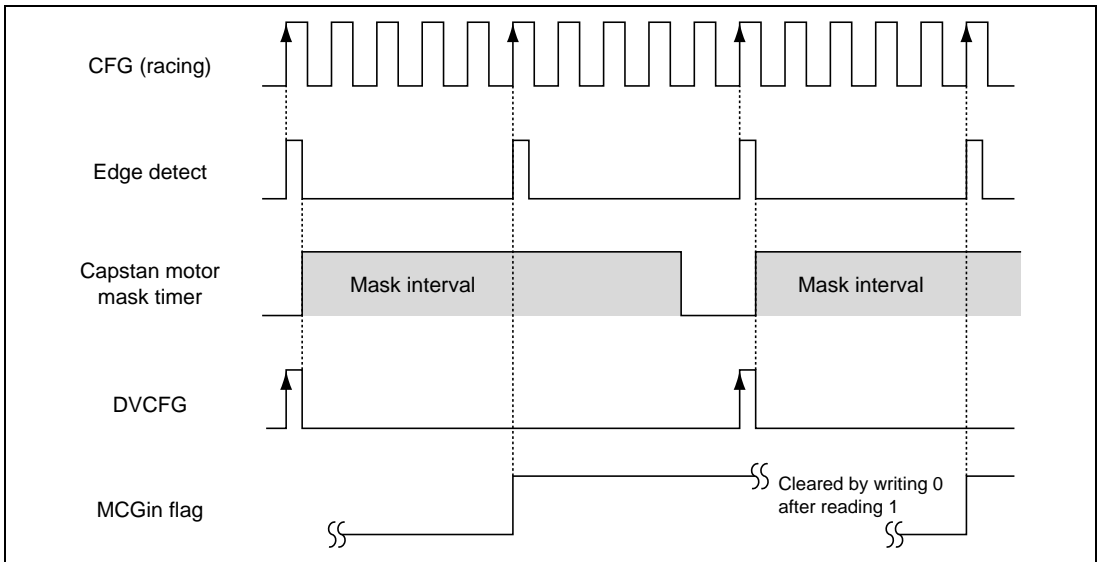 CFG (racing)
Edge detect
Capstan motor
mask timer
Mask interval
Mask interval
DVCFG
MCGin flag
Cleared by writing 0
after reading 1